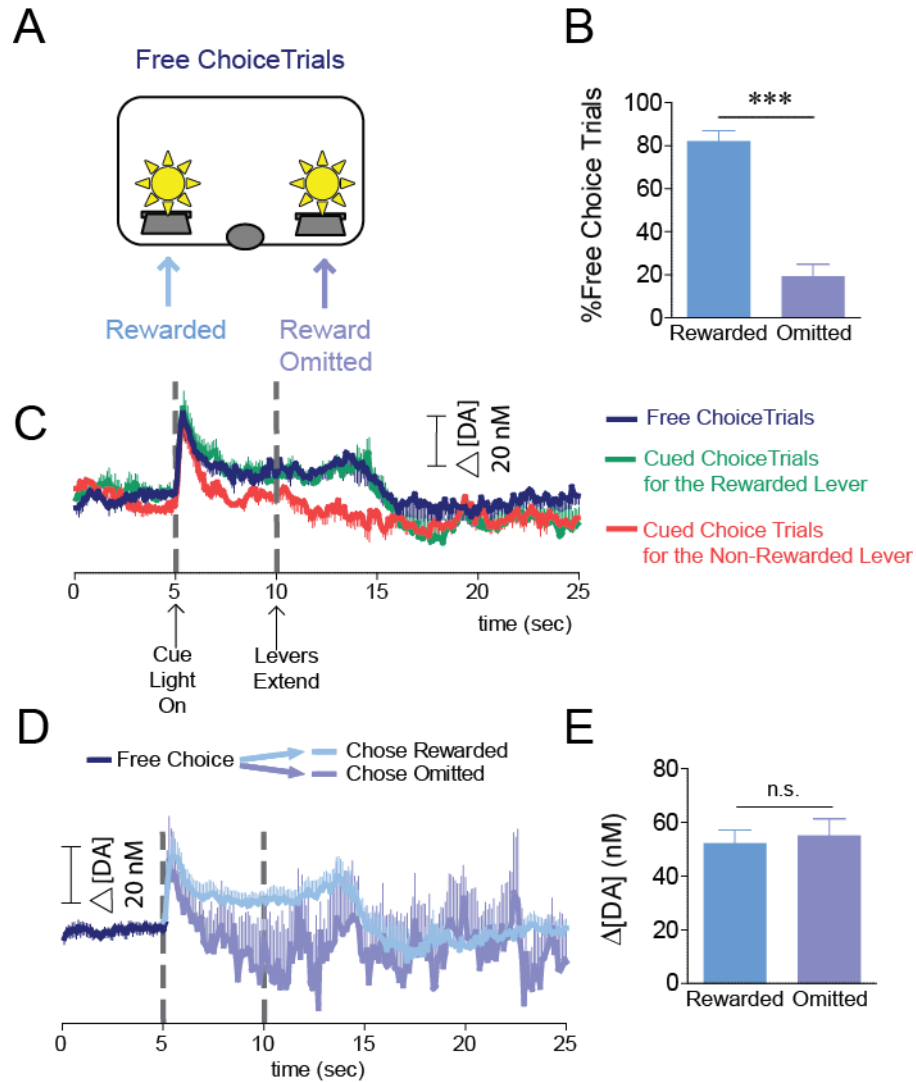 A
Free ChoiceTrials
Rewarded
Reward
Omitted
B
%Free Choice Trials
100
80
60
40
20
0
***
Rewarded
Omitted
C
△ [DA]
20 nM
Free ChoiceTrials
Cued ChoiceTrials
for the Rewarded Lever
Cued Choice Trials
for the Non-Rewarded Lever
0 5 10 15 20 25
time (sec)
Cue
Light
On
Levers
Extend
D
Free Choice
Chose Rewarded
Chose Omitted
△ [DA]
20 nM
0 5 10 15 20 25
time (sec)
E
Δ[DA] (nM)
80
60
40
20
0
n.s.
Rewarded
Omitted